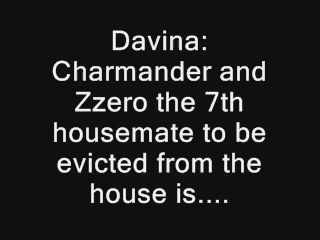 Davina:
Charmander and
Zzero the 7th
housemate to be
evicted from the
house is....